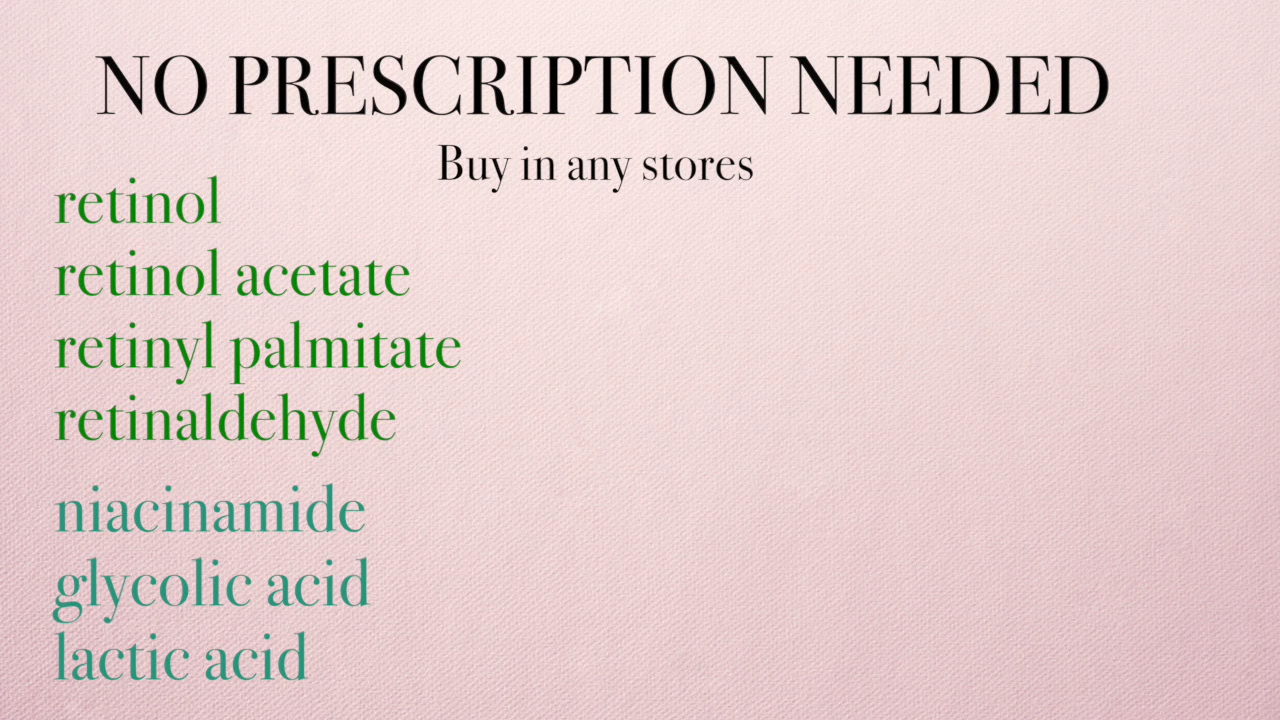 NO PRESCRIPTION NEEDED
Buy in any stores
retinol
retinol acetate
retinyl palmitate
retinaldehyde
niacinamide
glycolic acid
lactic acid